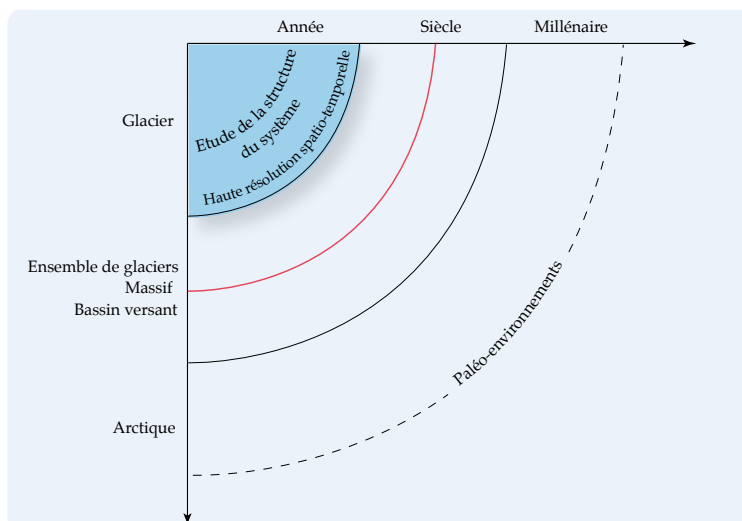 Année
Siècle
Millénaire
Glacier
Etude de la structure
du système
Haute résolution spatio-temporelle
Ensemble de glaciers
Massif
Bassin versant
Paléo-environnements
Arctique